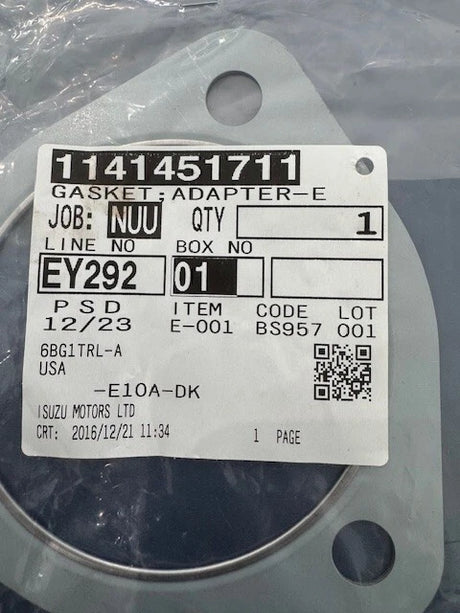 1141451711
GASKET;ADAPTER-E
JOB: NUU QTY 1
LINE NO BOX NO
EY292 01
PSD ITEM CODE LOT
12/23 E-001 BS957 001
6BG1TRL-A
USA
-E10A-DK
ISUZU MOTORS LTD
CRT: 2016/12/21 11:34 1 PAGE